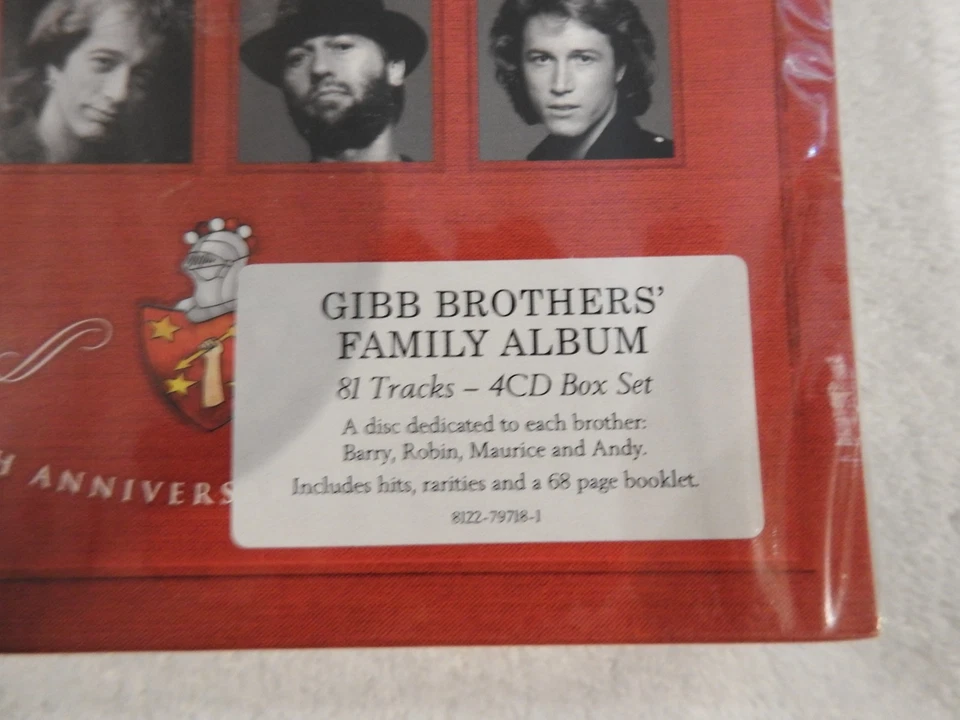 GIBB BROTHERS'
FAMILY ALBUM
81 Tracks – 4CD Box Set
A disc dedicated to each brother:
Barry, Robin, Maurice and Andy.
Includes hits, rarities and a 68 page booklet.
8122-79718-1
H ANNIVERS